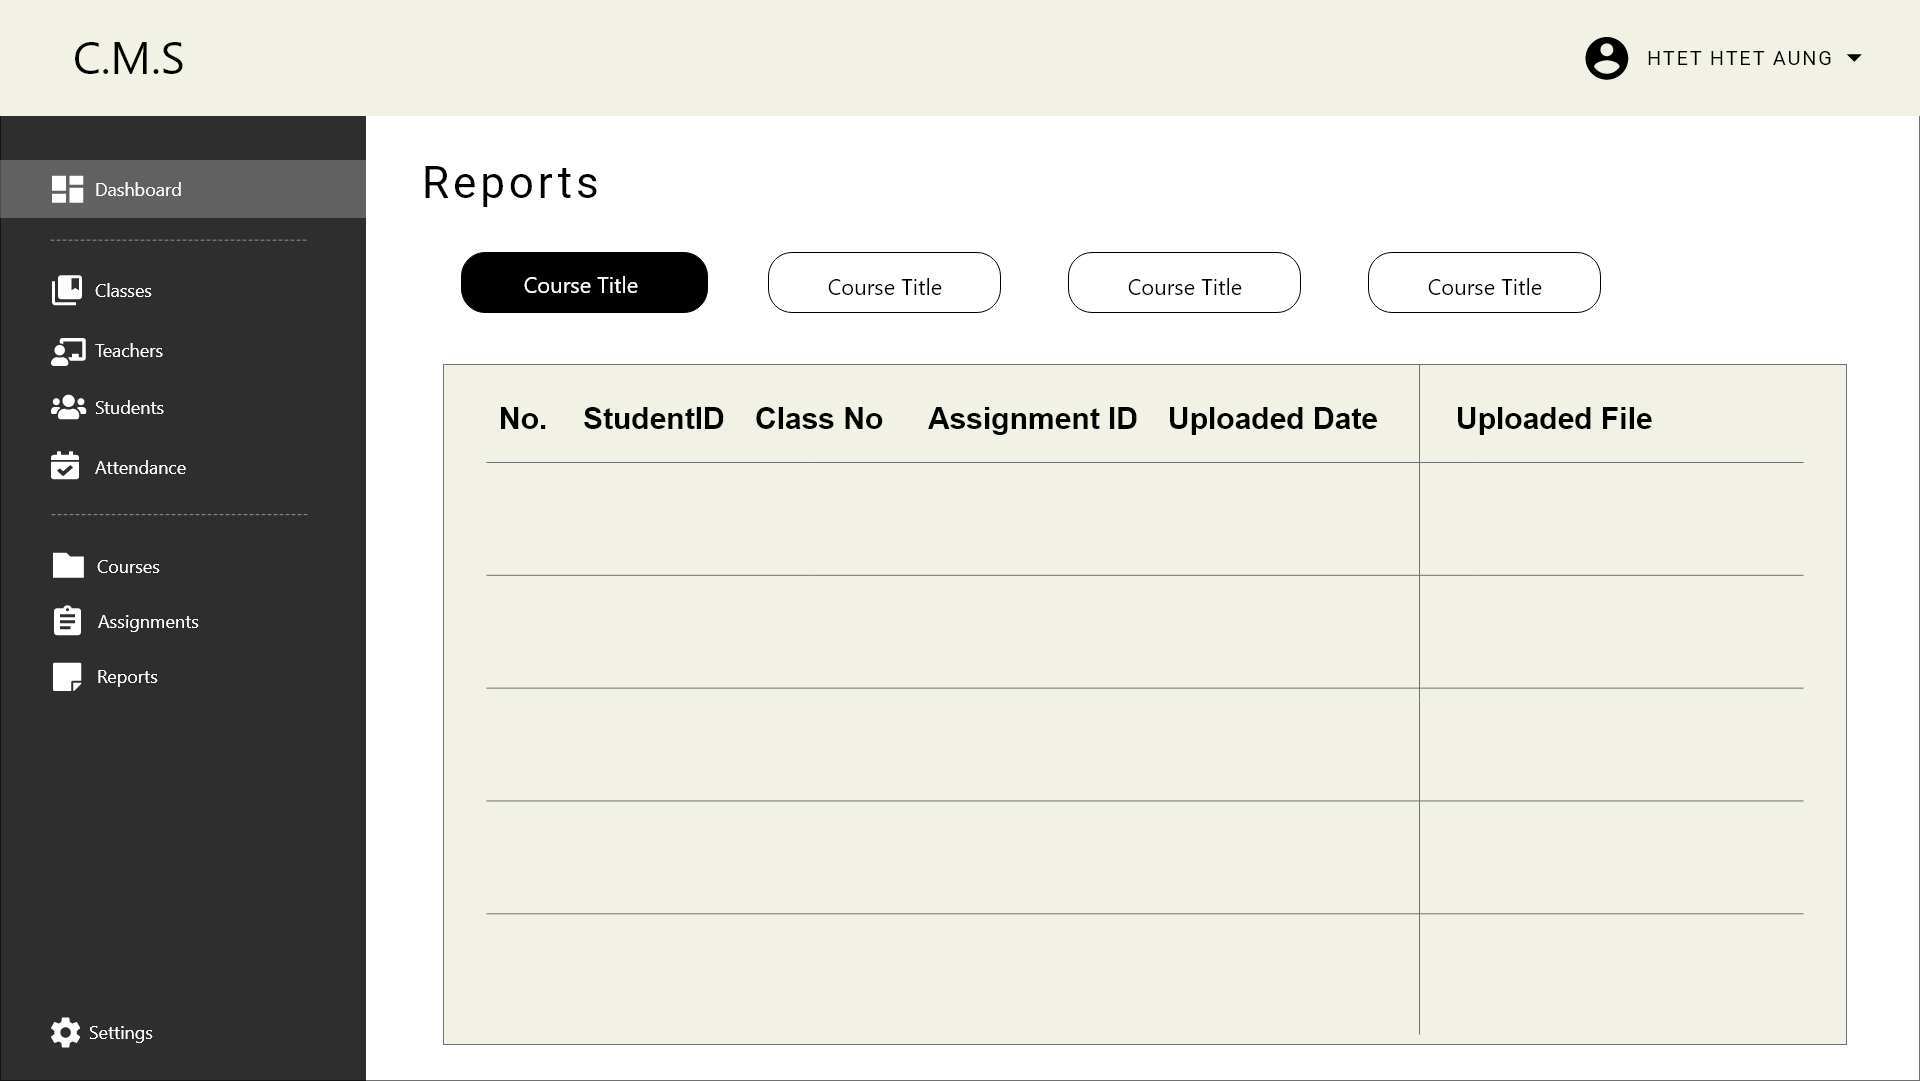 C.M.S
HTET HTET AUNG
Dashboard
Classes
Teachers
Students
Attendance
Courses
Assignments
Reports
Settings
Reports
Course Title
Course Title
Course Title
Course Title
No. StudentID Class No Assignment ID Uploaded Date Uploaded File